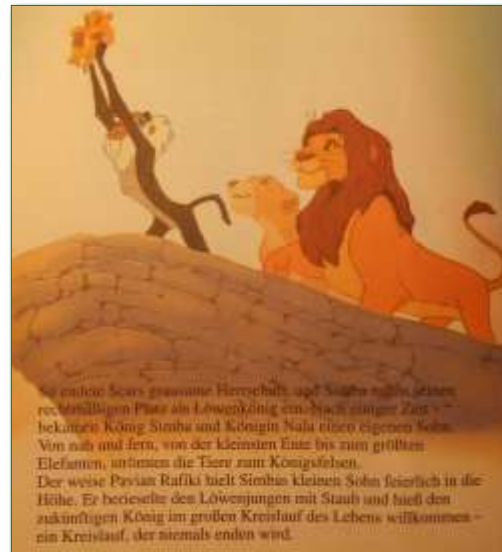 So endete Scars grausame Herrschaft, und Simba nahm seinen
rechtmäßigen Platz als Löwenkönig ein. Nach einiger Zeit
bekamen König Simba und Königin Nala einen eigenen Sohn.
Von nah und fern, von der kleinsten Ente bis zum größten
Elefanten, strömten die Tiere zum Königsfelsen.
Der weise Pavian Rafiki hielt Simbas kleinen Sohn feierlich in die
Höhe. Er berieselte den Löwenjungen mit Staub und hieß den
zukünftigen König im großen Kreislauf des Lebens willkommen –
ein Kreislauf, der niemals enden wird.